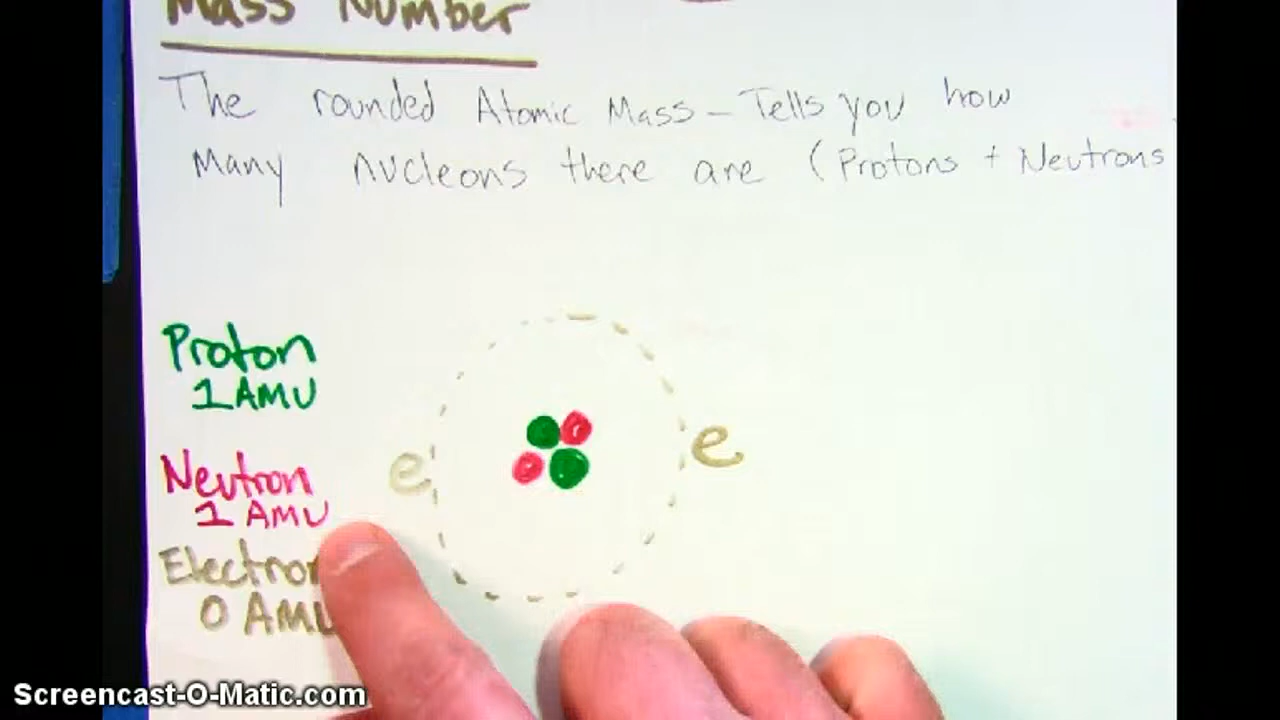 Mass Number
The rounded Atomic Mass - Tells you how
Many nucleons there are (Protons + Neutrons
Proton
1 AMU
Neutron
1 AMU
e e
Electron
0 AMU
Screencast-O-Matic.com